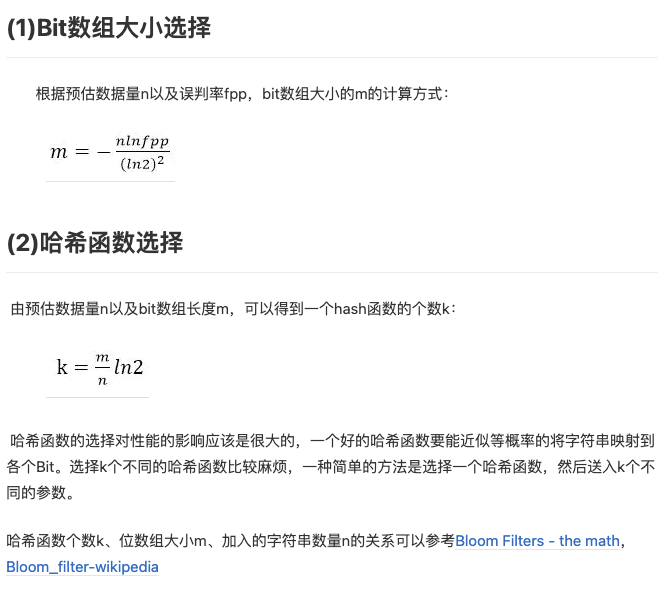 (1)Bit数组大小选择
根据预估数据量n以及误判率fpp，bit数组大小的m的计算方式：
m = − nlnfpp / (ln2)²
(2)哈希函数选择
由预估数据量n以及bit数组长度m，可以得到一个hash函数的个数k：
k = m / n ln2
哈希函数的选择对性能的影响应该是很大的，一个好的哈希函数要能近似等概率的将字符串映射到
各个Bit。选择k个不同的哈希函数比较麻烦，一种简单的方法是选择一个哈希函数，然后送入k个不
同的参数。
哈希函数个数k、位数组大小m、加入的字符串数量n的关系可以参考Bloom Filters - the math，
Bloom_filter-wikipedia